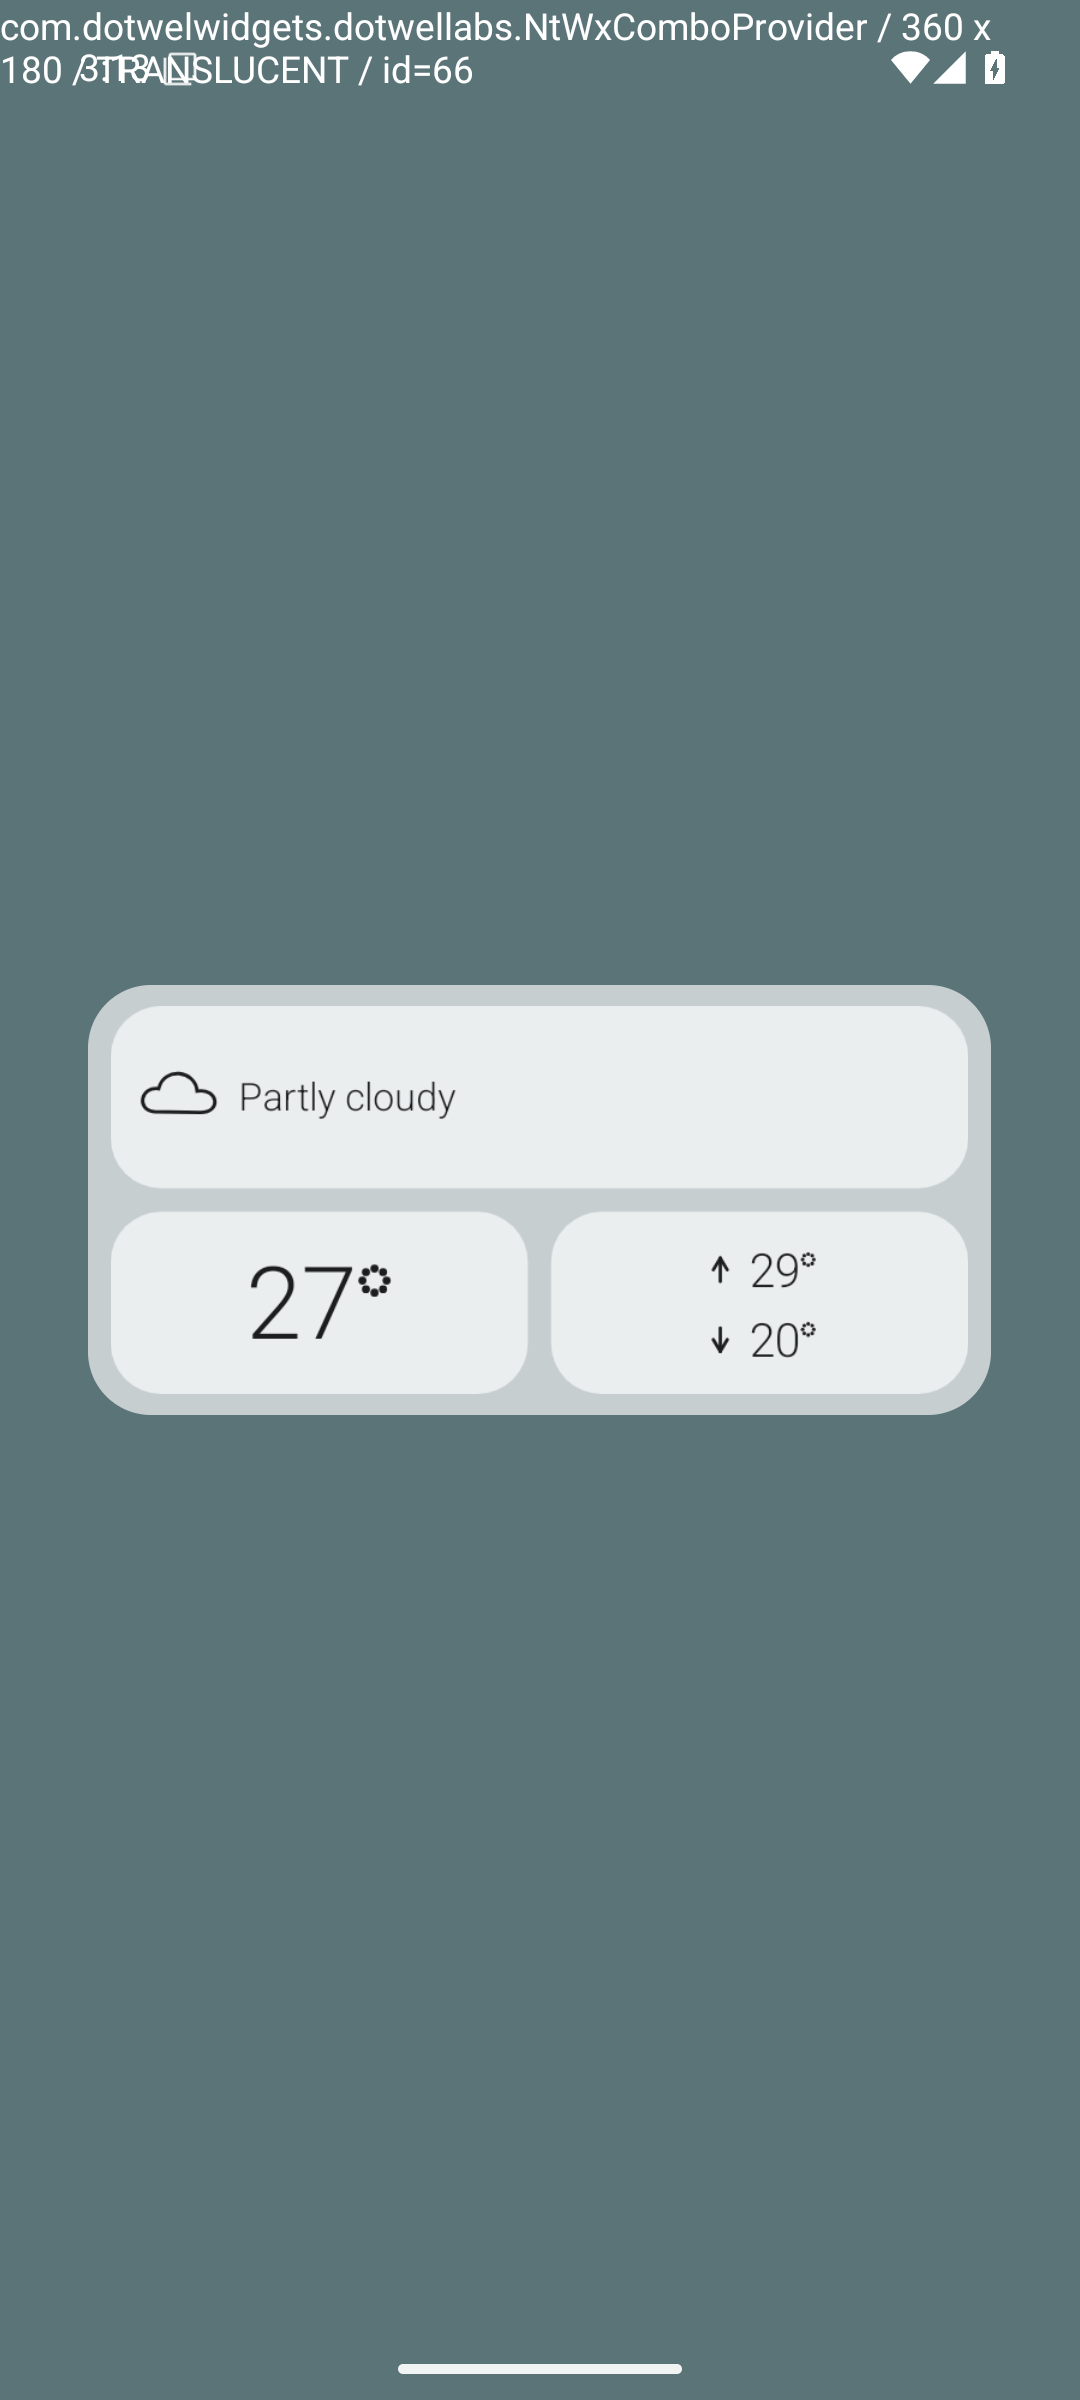 com.dotwelwidgets.dotwellabs.NtWxComboProvider / 360 x
180 / TRANSLUCENT / id=66
Partly cloudy
27°
↑ 29°
↓ 20°